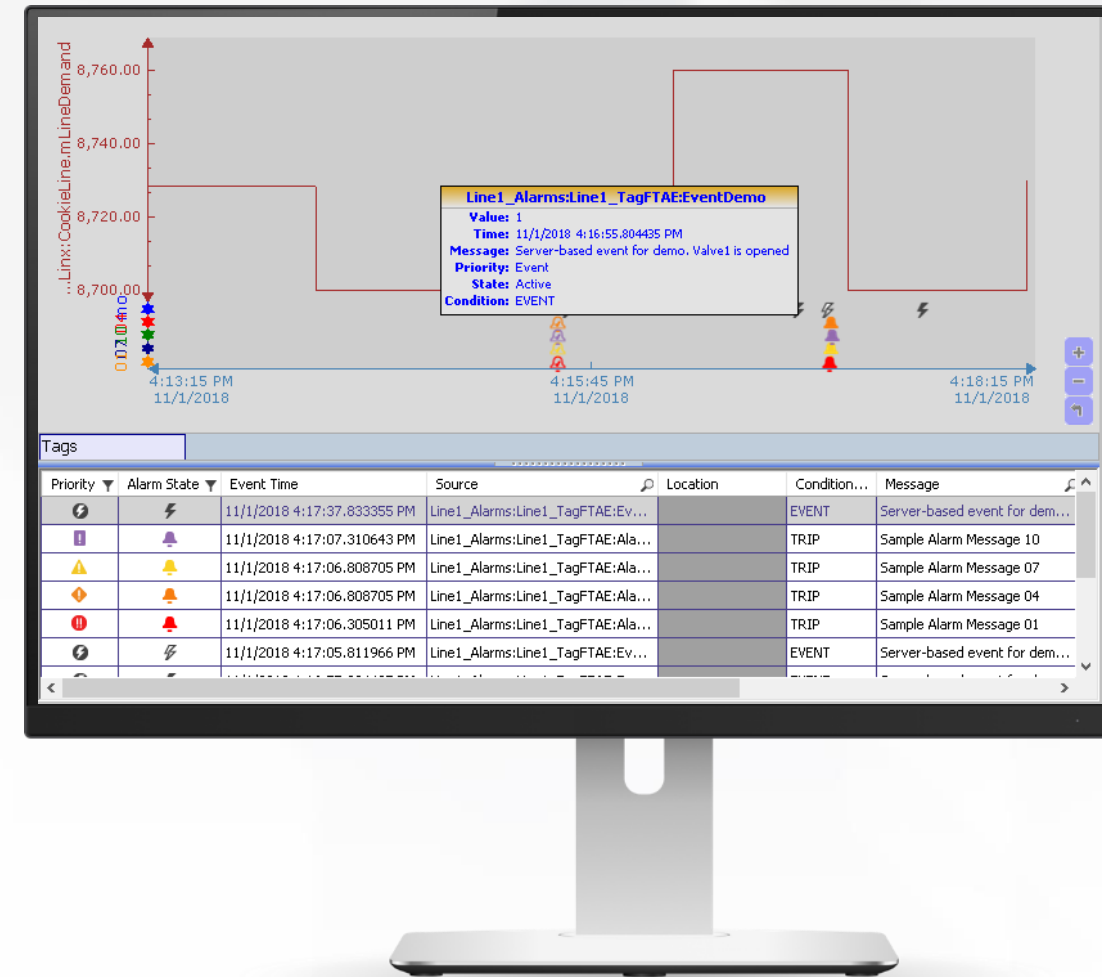 ...Linx::CookieLine.mLineDemand
8,760.00
8,740.00
8,720.00
8,700.00
Line1_Alarms:Line1_TagFTAE:EventDemo
Value: 1
Time: 11/1/2018 4:16:55.804435 PM
Message: Server-based event for demo. Valve1 is opened
Priority: Event
State: Active
Condition: EVENT
4:13:15 PM 4:15:45 PM 4:18:15 PM
11/1/2018 11/1/2018 11/1/2018
Tags
Priority Alarm State Event Time Source Location Condition... Message
11/1/2018 4:17:37.833355 PM Line1_Alarms:Line1_TagFTAE:Ev... EVENT Server-based event for dem...
11/1/2018 4:17:07.310643 PM Line1_Alarms:Line1_TagFTAE:Ala... TRIP Sample Alarm Message 10
11/1/2018 4:17:06.808705 PM Line1_Alarms:Line1_TagFTAE:Ala... TRIP Sample Alarm Message 07
11/1/2018 4:17:06.808705 PM Line1_Alarms:Line1_TagFTAE:Ala... TRIP Sample Alarm Message 04
11/1/2018 4:17:06.305011 PM Line1_Alarms:Line1_TagFTAE:Ala... TRIP Sample Alarm Message 01
11/1/2018 4:17:05.811966 PM Line1_Alarms:Line1_TagFTAE:Ev... EVENT Server-based event for dem...